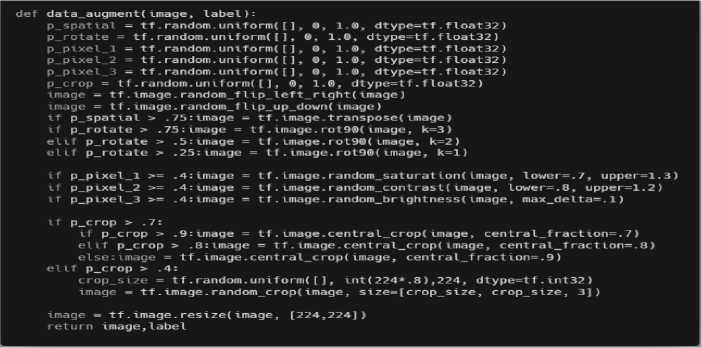 def data_augment(image, label):
    p_spatial = tf.random.uniform([], 0, 1.0, dtype=tf.float32)
    p_rotate = tf.random.uniform([], 0, 1.0, dtype=tf.float32)
    p_pixel_1 = tf.random.uniform([], 0, 1.0, dtype=tf.float32)
    p_pixel_2 = tf.random.uniform([], 0, 1.0, dtype=tf.float32)
    p_pixel_3 = tf.random.uniform([], 0, 1.0, dtype=tf.float32)
    p_crop = tf.random.uniform([], 0, 1.0, dtype=tf.float32)
    image = tf.image.random_flip_left_right(image)
    image = tf.image.random_flip_up_down(image)
    if p_spatial > .75:image = tf.image.transpose(image)
    if p_rotate > .75:image = tf.image.rot90(image, k=3)
    elif p_rotate > .5:image = tf.image.rot90(image, k=2)
    elif p_rotate > .25:image = tf.image.rot90(image, k=1)

    if p_pixel_1 >= .4:image = tf.image.random_saturation(image, lower=.7, upper=1.3)
    if p_pixel_2 >= .4:image = tf.image.random_contrast(image, lower=.8, upper=1.2)
    if p_pixel_3 >= .4:image = tf.image.random_brightness(image, max_delta=.1)

    if p_crop > .7:
        if p_crop > .9:image = tf.image.central_crop(image, central_fraction=.7)
        elif p_crop > .8:image = tf.image.central_crop(image, central_fraction=.8)
        else:image = tf.image.central_crop(image, central_fraction=.9)
    elif p_crop > .4:
        crop_size = tf.random.uniform([], int(224*.8),224, dtype=tf.int32)
        image = tf.image.random_crop(image, size=[crop_size, crop_size, 3])

    image = tf.image.resize(image, [224,224])
    return image,label